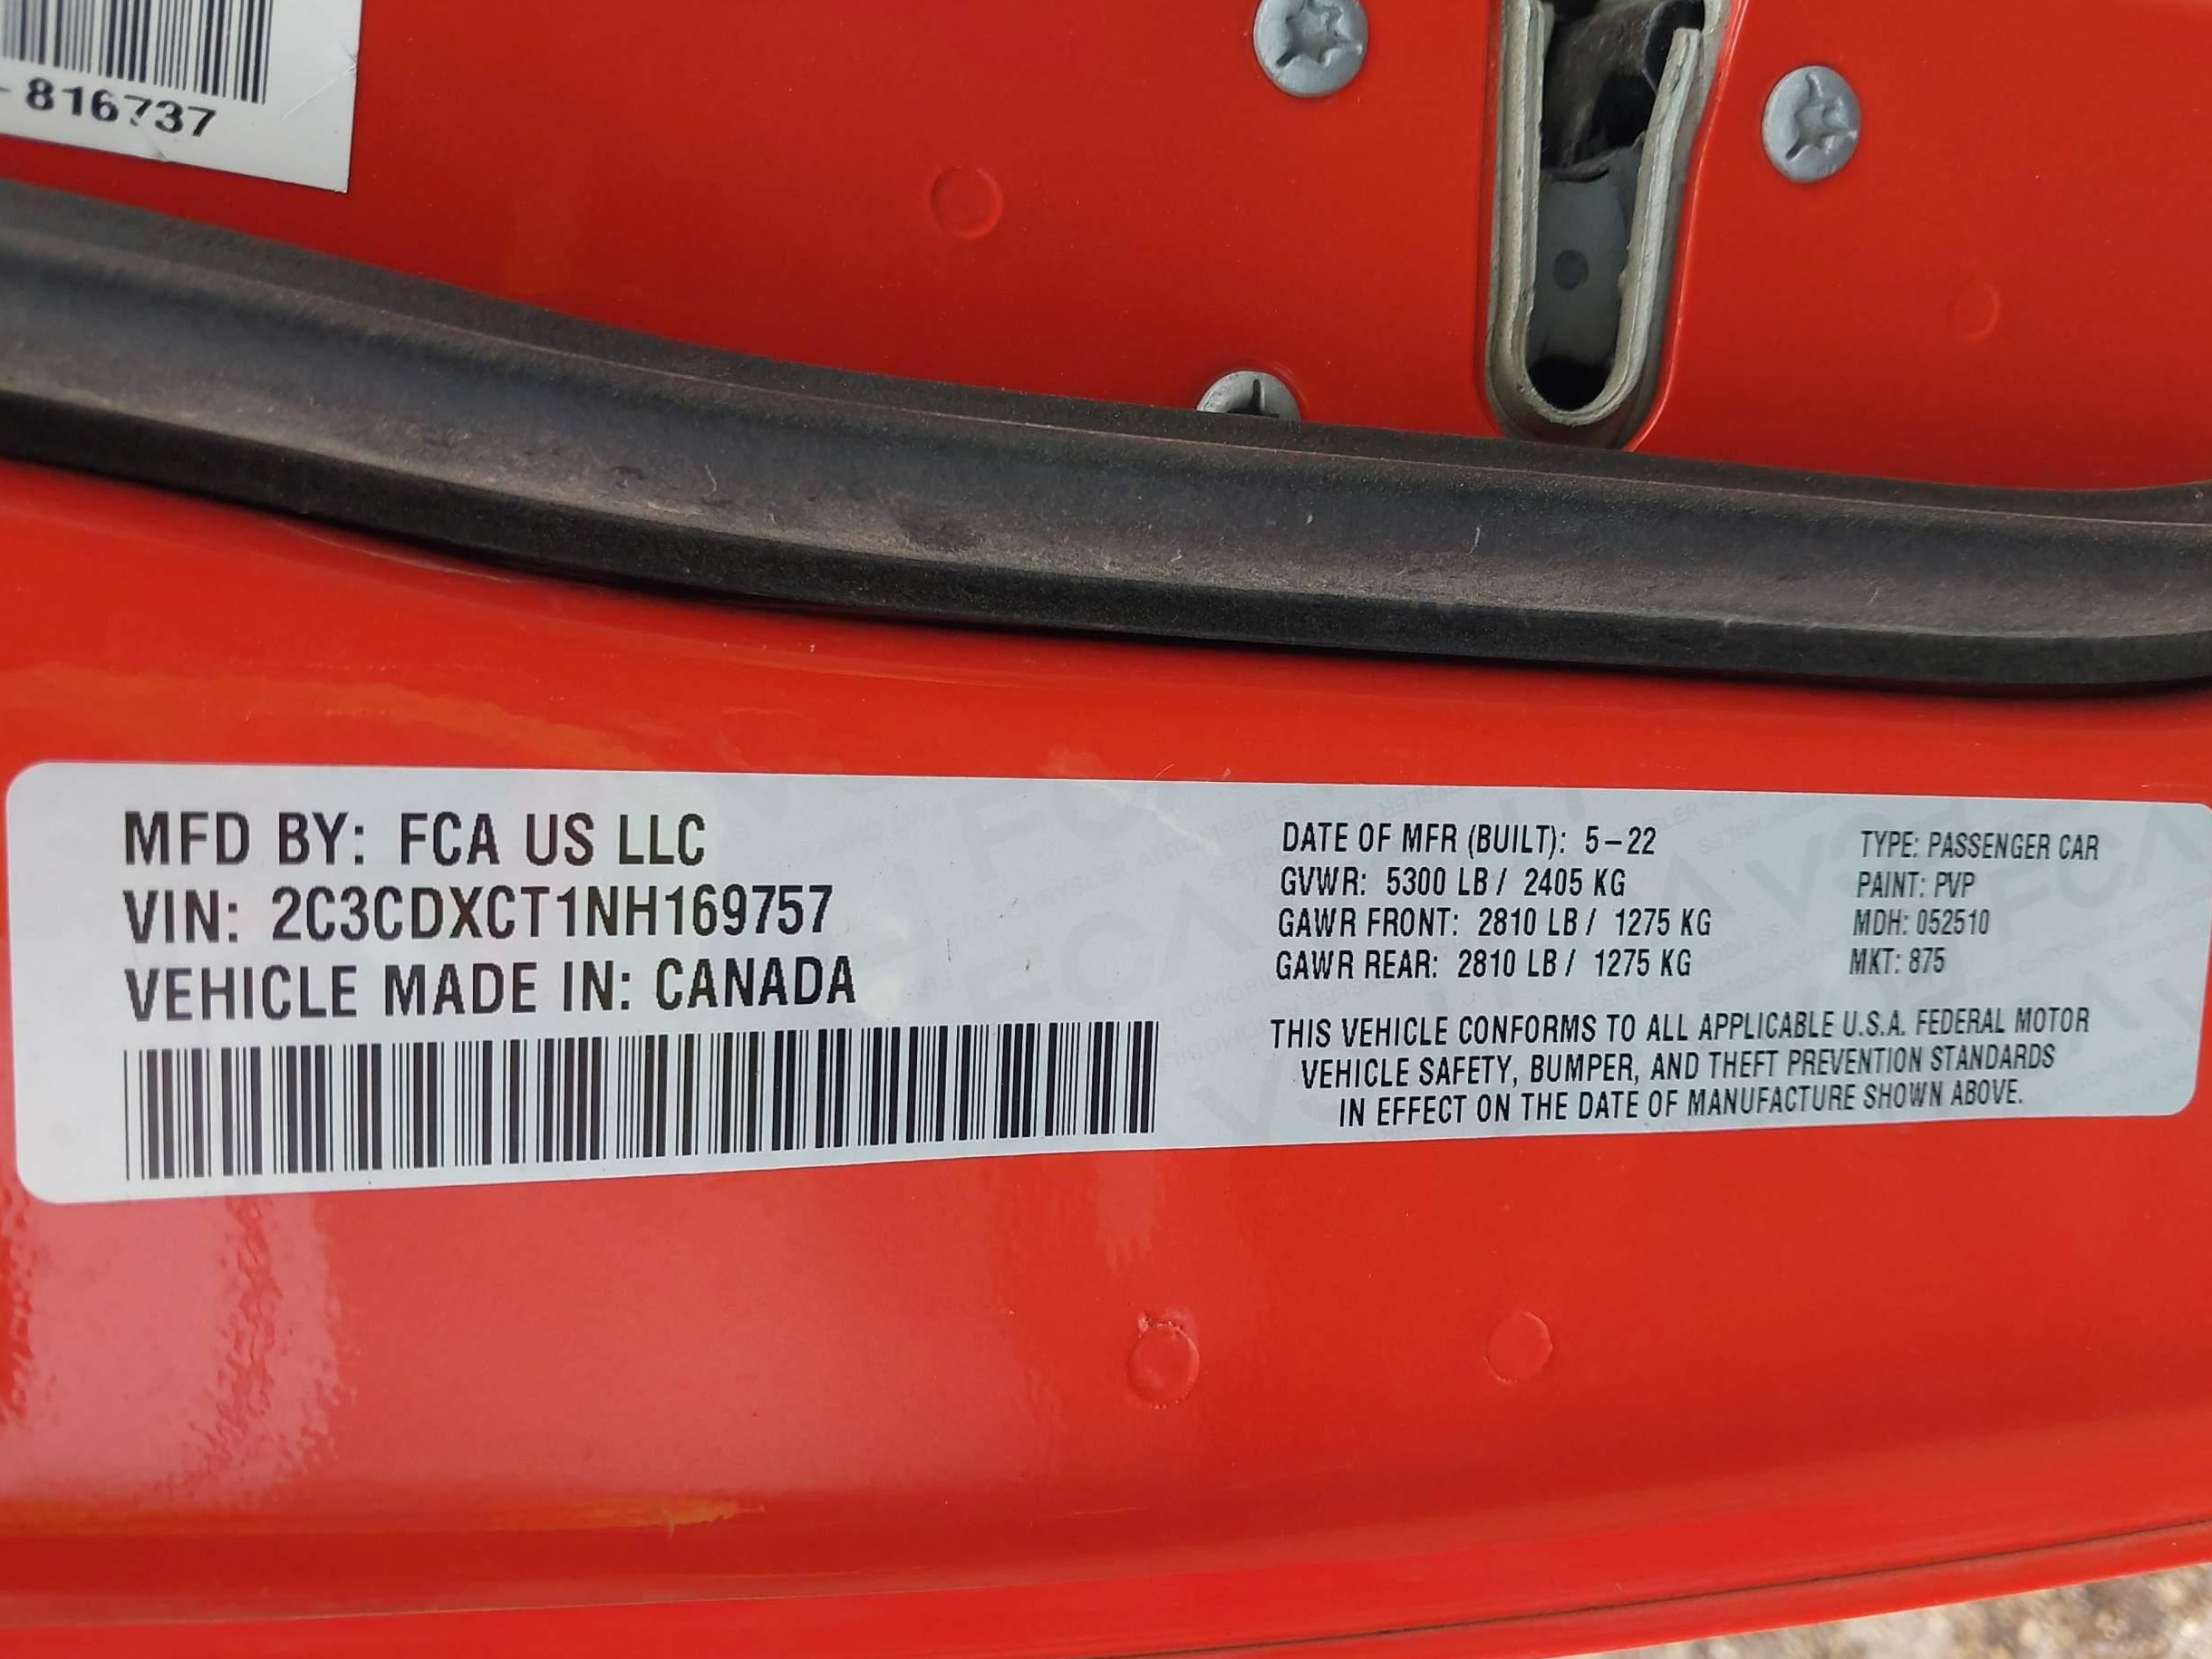 - 816737
MFD BY: FCA US LLC
VIN: 2C3CDXCT1NH169757
VEHICLE MADE IN: CANADA
DATE OF MFR (BUILT): 5-22
GVWR: 5300 LB / 2405 KG
GAWR FRONT: 2810 LB / 1275 KG
GAWR REAR: 2810 LB / 1275 KG
TYPE: PASSENGER CAR
PAINT: PVP
MDH: 052510
MKT: 875
THIS VEHICLE CONFORMS TO ALL APPLICABLE U.S.A. FEDERAL MOTOR
VEHICLE SAFETY, BUMPER, AND THEFT PREVENTION STANDARDS
IN EFFECT ON THE DATE OF MANUFACTURE SHOWN ABOVE.